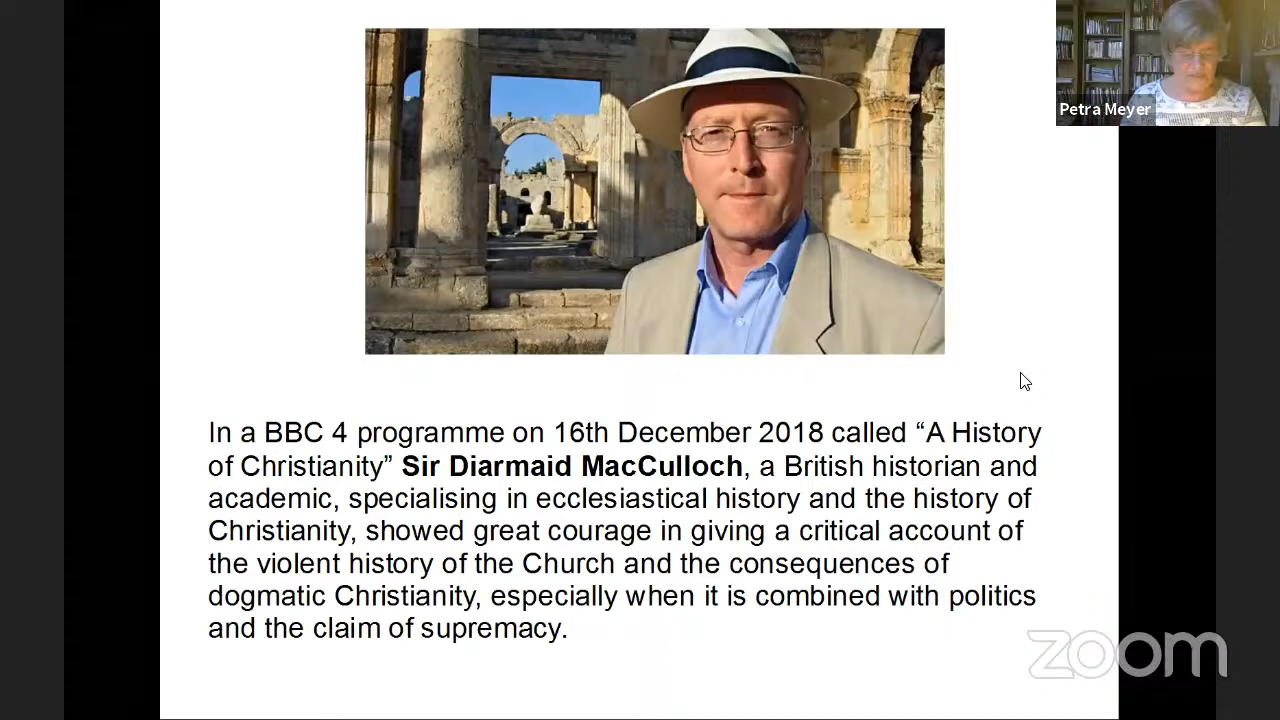 Petra Meyer
In a BBC 4 programme on 16th December 2018 called “A History
of Christianity” Sir Diarmaid MacCulloch, a British historian and
academic, specialising in ecclesiastical history and the history of
Christianity, showed great courage in giving a critical account of
the violent history of the Church and the consequences of
dogmatic Christianity, especially when it is combined with politics
and the claim of supremacy.
zoom